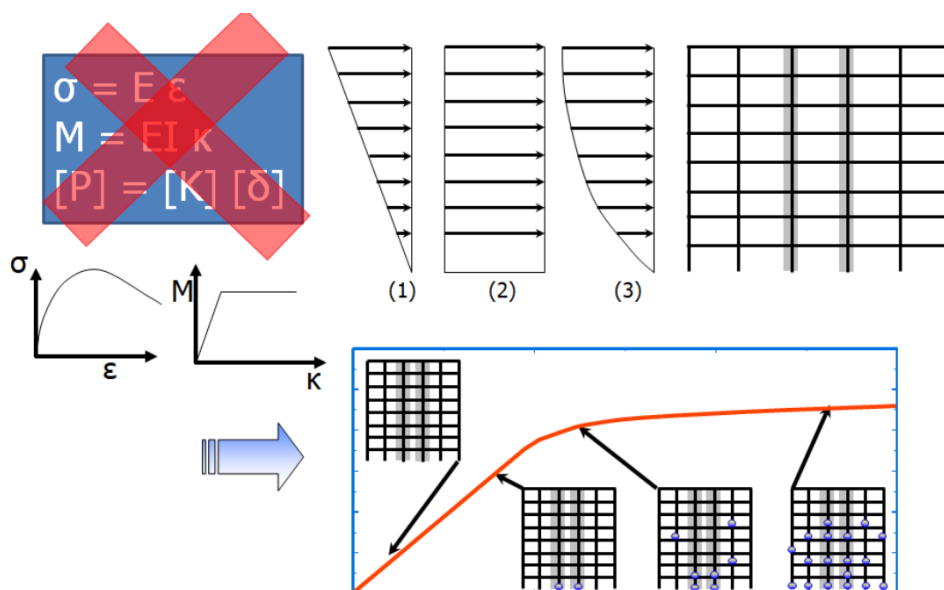 σ = E ε
M = EI κ
[P] = [K] [δ]
(1)
(2)
(3)
σ
ε
M
κ